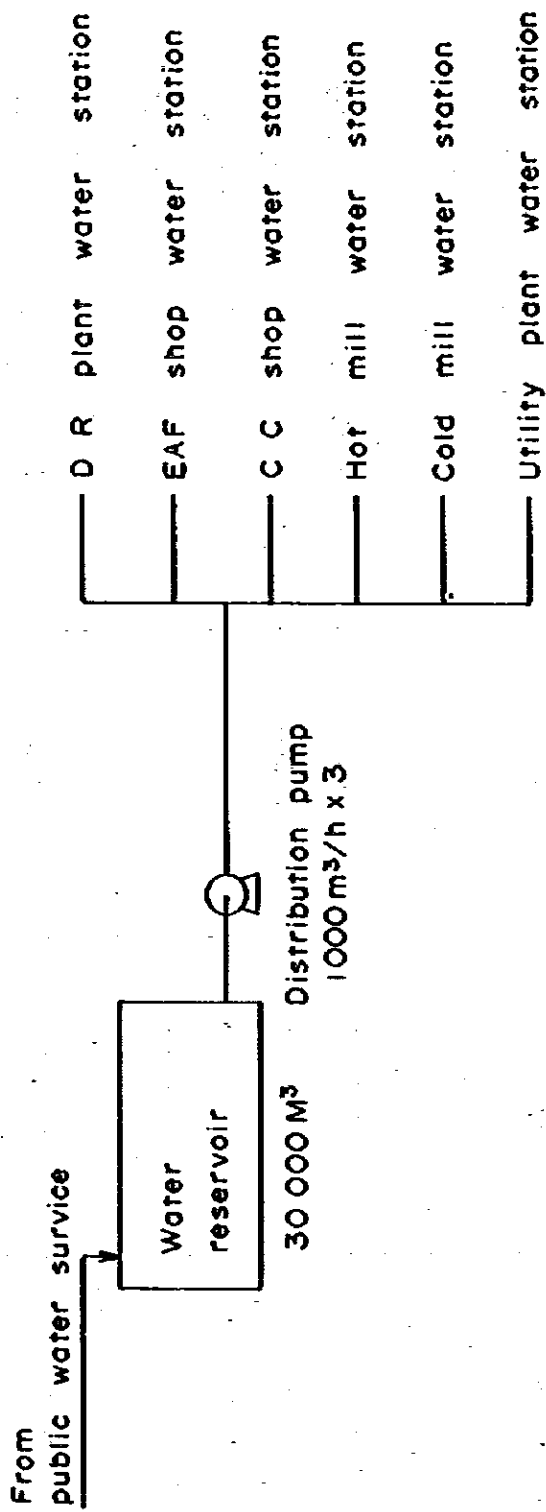 From
public water survice
Water
reservoir
30 000 M³
Distribution pump
1000 m³/h x 3
D R plant water station
EAF shop water station
C C shop water station
Hot mill water station
Cold mill water station
Utility plant water station